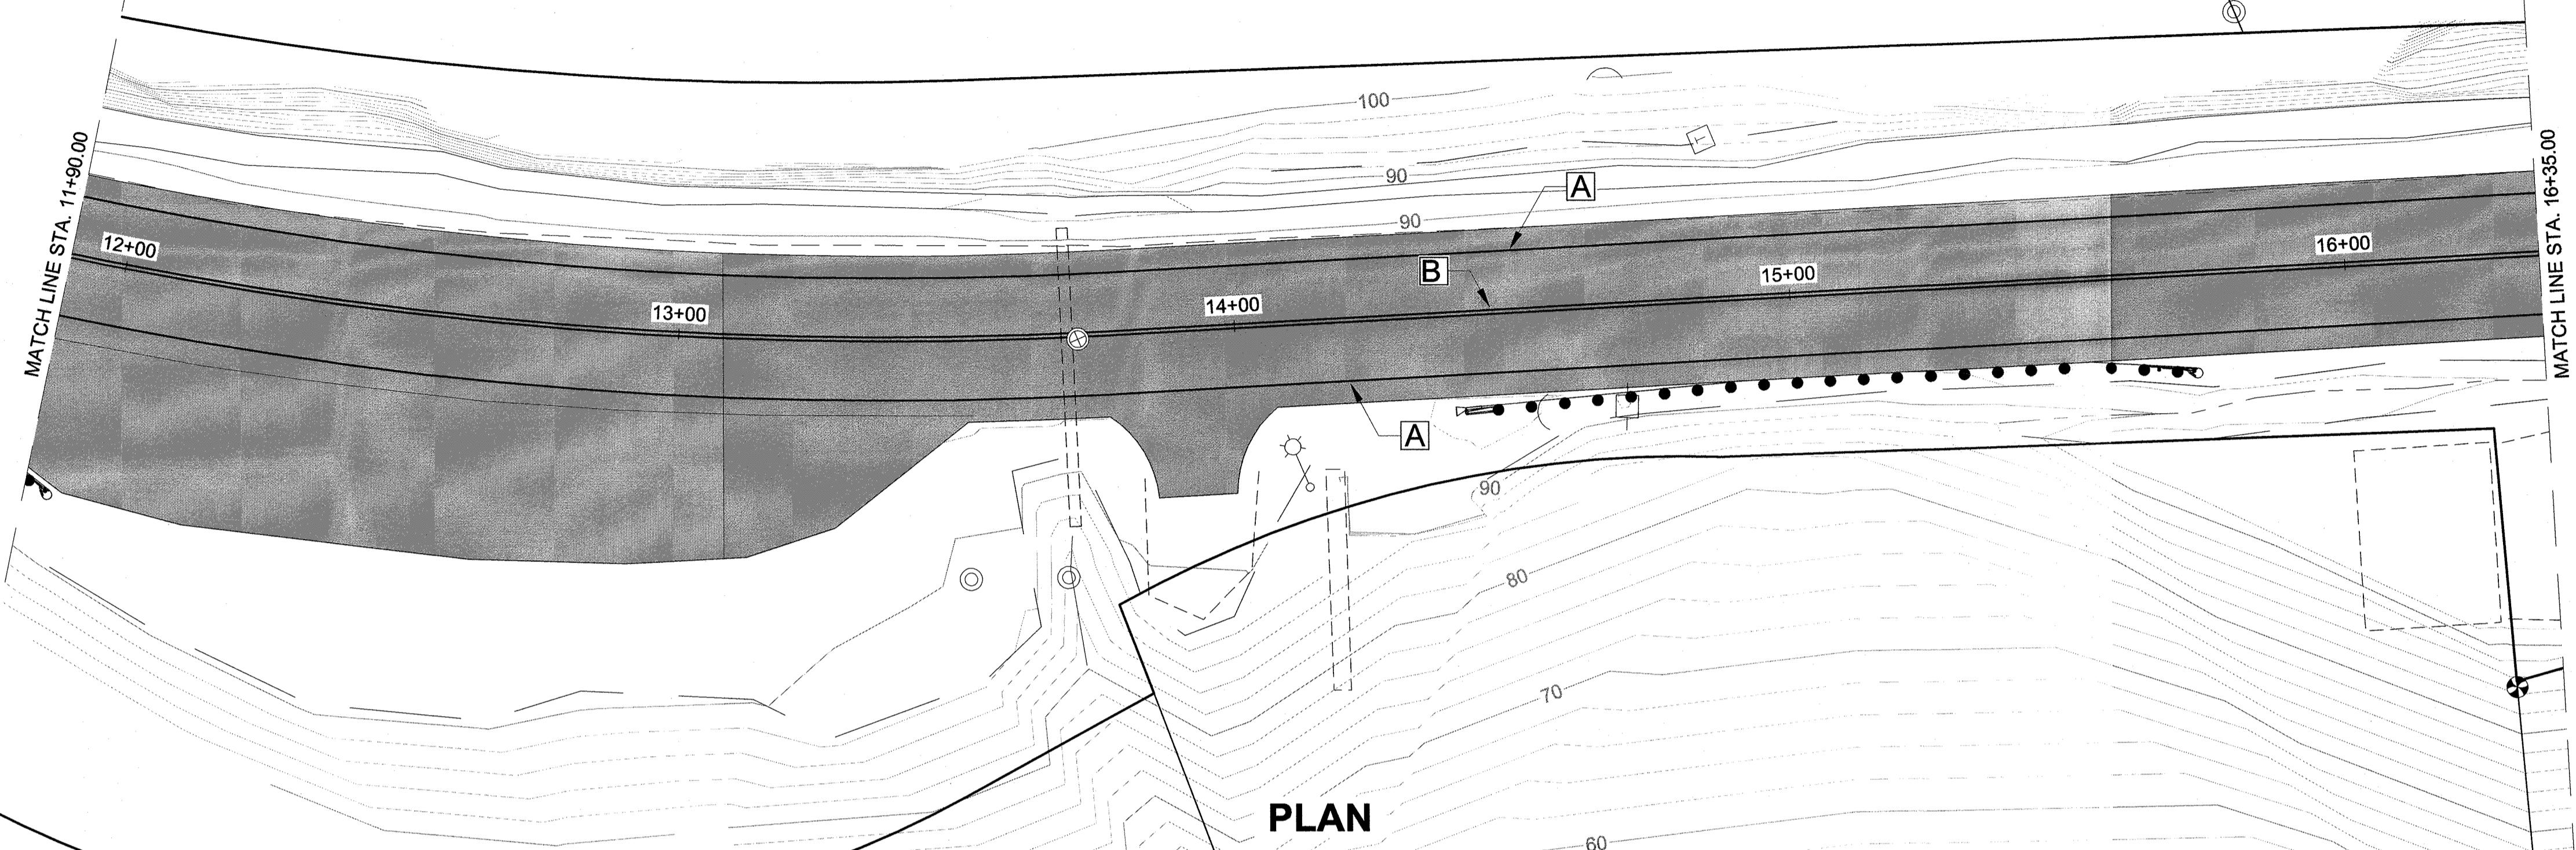 100
MATCH LINE STA. 11+90.00
MATCH LINE STA. 16+35.00
T
90
A
90
12+00
16+00
B
15+00
14+00
13+00
A
90
80
70
PLAN
60